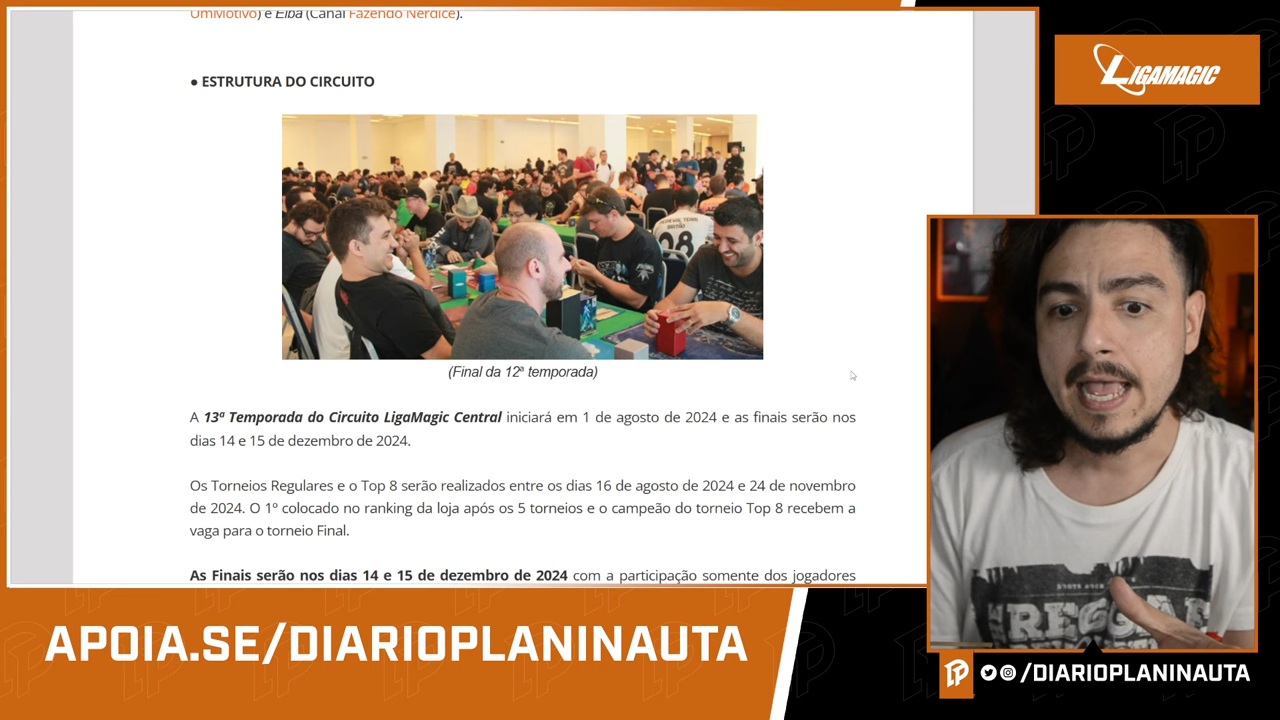 UmMotivo) e Eiba (Canal Fazendo Nerdice).
● ESTRUTURA DO CIRCUITO
(Final da 12ª temporada)
A 13ª Temporada do Circuito LigaMagic Central iniciará em 1 de agosto de 2024 e as finais serão nos
dias 14 e 15 de dezembro de 2024.
Os Torneios Regulares e o Top 8 serão realizados entre os dias 16 de agosto de 2024 e 24 de novembro
de 2024. O 1º colocado no ranking da loja após os 5 torneios e o campeão do torneio Top 8 recebem a
vaga para o torneio Final.
As Finais serão nos dias 14 e 15 de dezembro de 2024 com a participação somente dos jogadores
LIGAMAGIC
08
REGGAE
APOIA.SE/DIARIOPLANINAUTA
/DIARIOPLANINAUTA